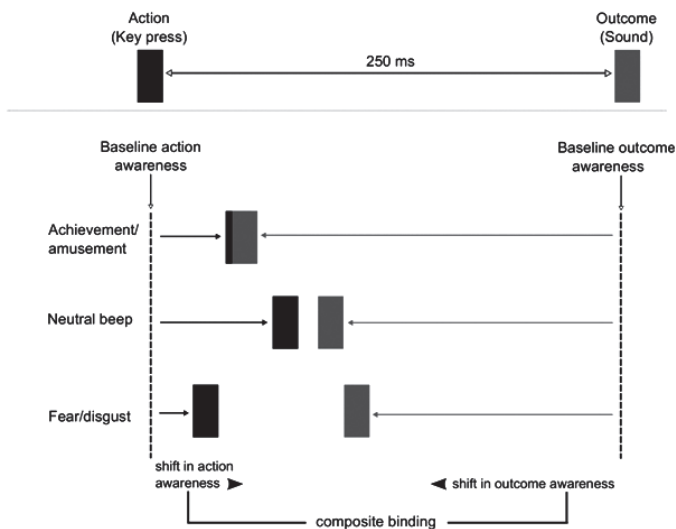 Action
(Key press)
Outcome
(Sound)
250 ms
Baseline action
awareness
Baseline outcome
awareness
Achievement/
amusement
Neutral beep
Fear/disgust
shift in action
awareness
shift in outcome awareness
composite binding